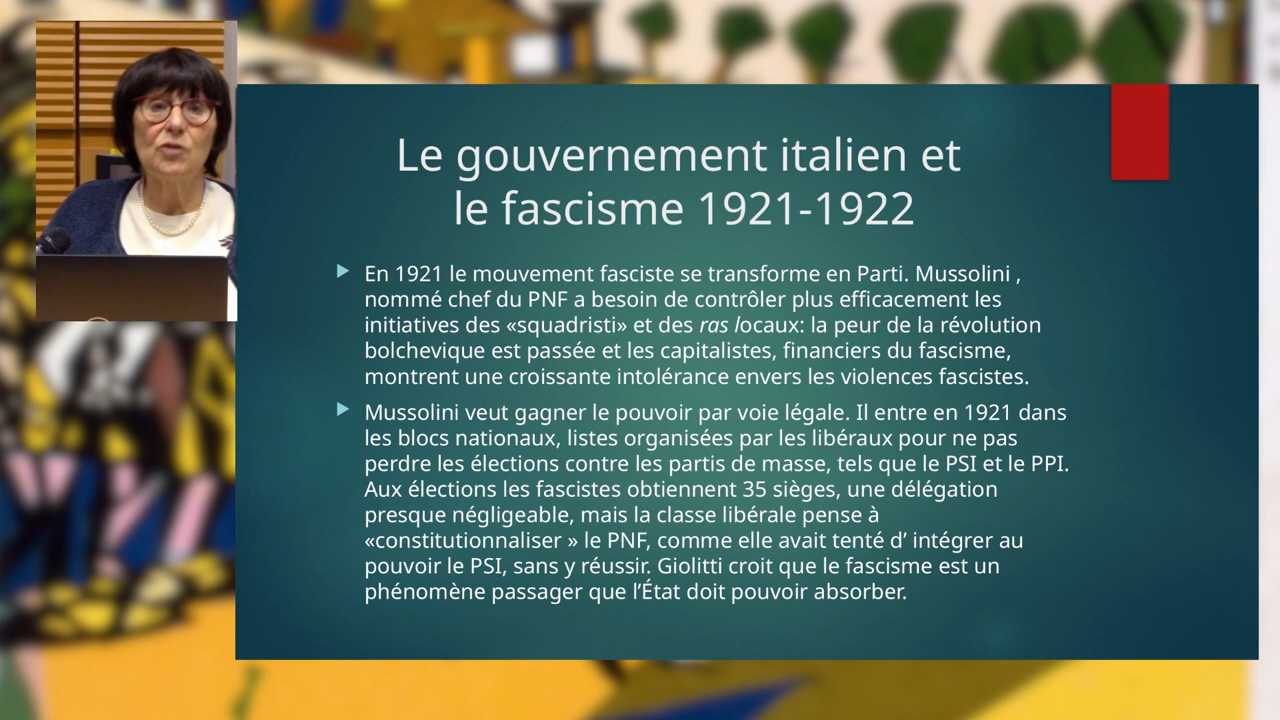 Le gouvernement italien et
le fascisme 1921-1922
En 1921 le mouvement fasciste se transforme en Parti. Mussolini ,
nommé chef du PNF a besoin de contrôler plus efficacement les
initiatives des «squadristi» et des ras locaux: la peur de la révolution
bolchevique est passée et les capitalistes, financiers du fascisme,
montrent une croissante intolérance envers les violences fascistes.
Mussolini veut gagner le pouvoir par voie légale. Il entre en 1921 dans
les blocs nationaux, listes organisées par les libéraux pour ne pas
perdre les élections contre les partis de masse, tels que le PSI et le PPI.
Aux élections les fascistes obtiennent 35 sièges, une délégation
presque négligeable, mais la classe libérale pense à
«constitutionnaliser » le PNF, comme elle avait tenté d’ intégrer au
pouvoir le PSI, sans y réussir. Giolitti croit que le fascisme est un
phénomène passager que l’État doit pouvoir absorber.